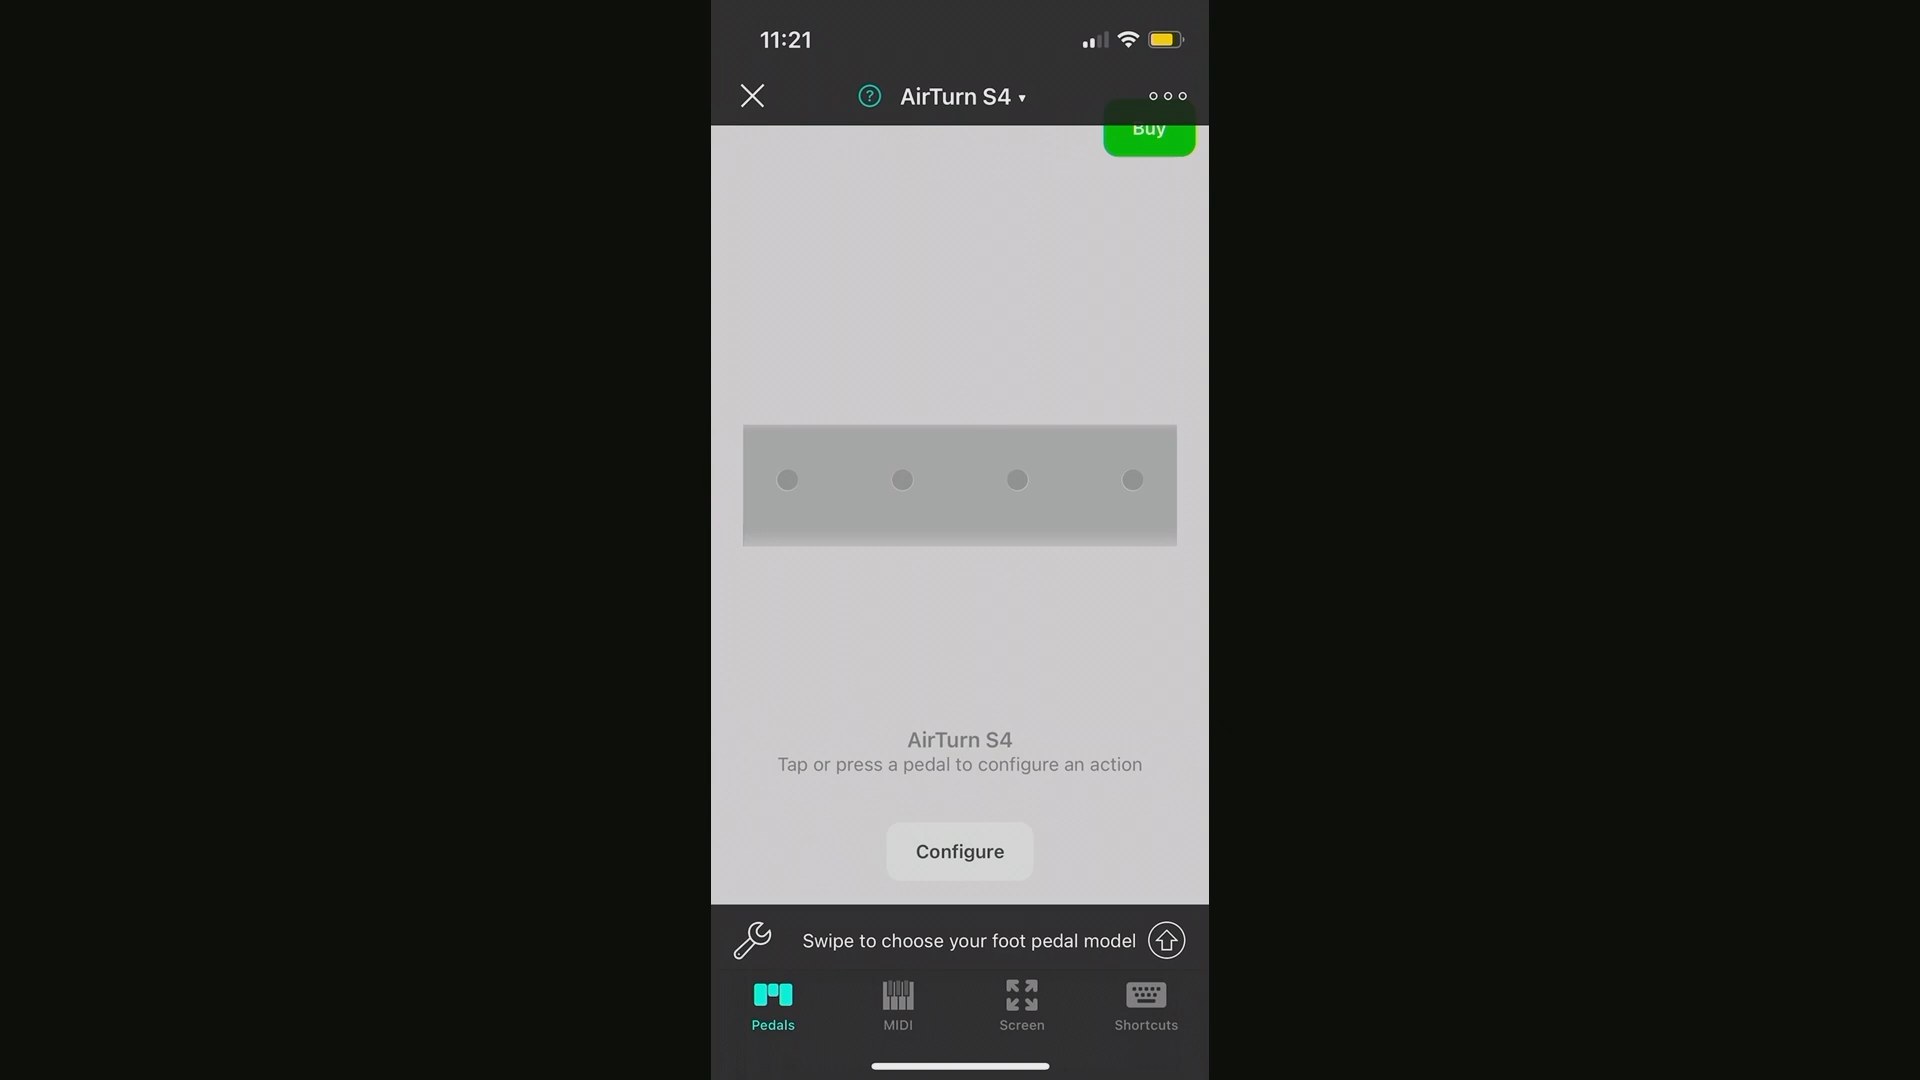 11:21
? AirTurn S4 ▾
Buy
AirTurn S4
Tap or press a pedal to configure an action
Configure
Swipe to choose your foot pedal model
Pedals MIDI Screen Shortcuts